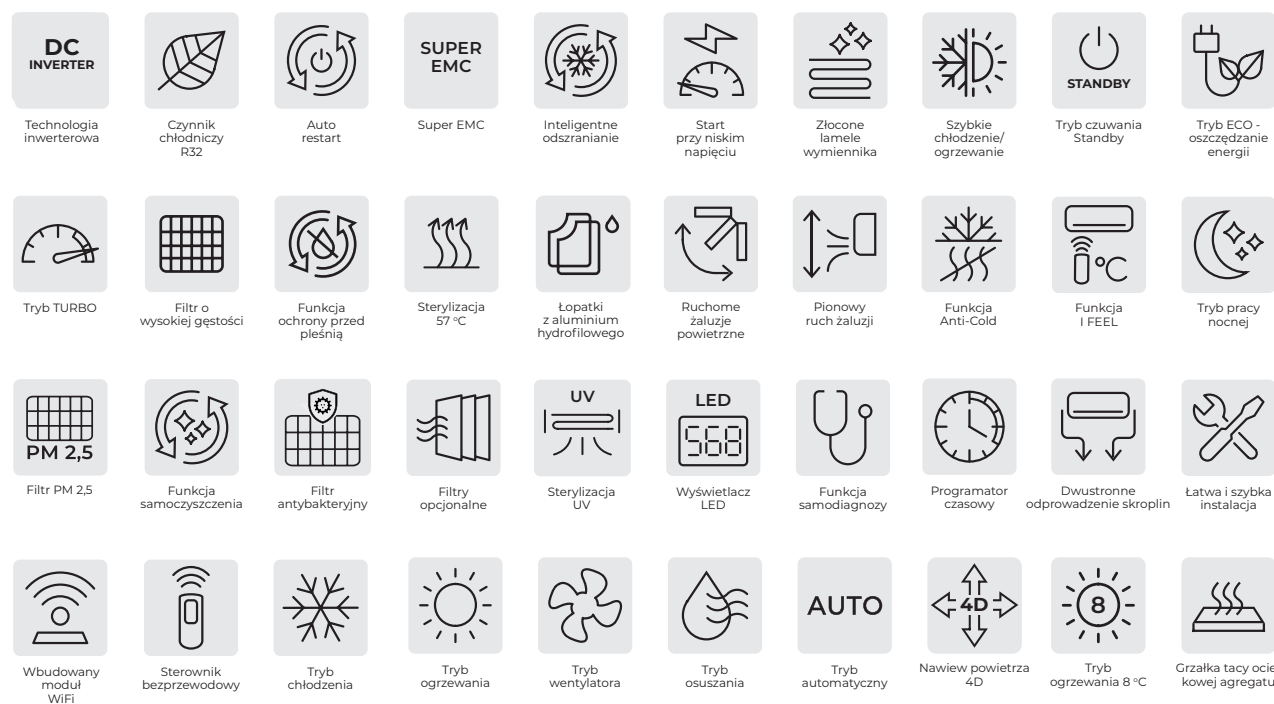 DC
INVERTER
SUPER
EMC
STANDBY
Technologia
inwerterowa
Czynnik
chłodniczy
R32
Auto
restart
Super EMC
Inteligentne
odszranianie
Start
przy niskim
napięciu
Złocone
lamele
wymiennika
Szybkie
chłodzenie/
ogrzewanie
Tryb czuwania
Standby
Tryb ECO -
oszczędzanie
energii
°C
Tryb TURBO
Filtr o
wysokiej gęstości
Funkcja
ochrony przed
pleśnią
Sterylizacja
57 °C
Łopatki
z aluminium
hydrofilowego
Ruchome
żaluzje
powietrzne
Pionowy
ruch żaluzji
Funkcja
Anti-Cold
Funkcja
I FEEL
Tryb pracy
nocnej
PM 2,5
UV
LED
568
Filtr PM 2,5
Funkcja
samoczyszczenia
Filtr
antybakteryjny
Filtry
opcjonalne
Sterylizacja
UV
Wyświetlacz
LED
Funkcja
samodiagnozy
Programator
czasowy
Dwustronne
odprowadzenie skroplin
Łatwa i szybka
instalacja
AUTO
4D
8
Wbudowany
moduł
WiFi
Sterownik
bezprzewodowy
Tryb
chłodzenia
Tryb
ogrzewania
Tryb
wentylatora
Tryb
osuszania
Tryb
automatyczny
Nawiew powietrza
4D
Tryb
ogrzewania 8 °C
Grzałka tacy ocie
kowej agregatu